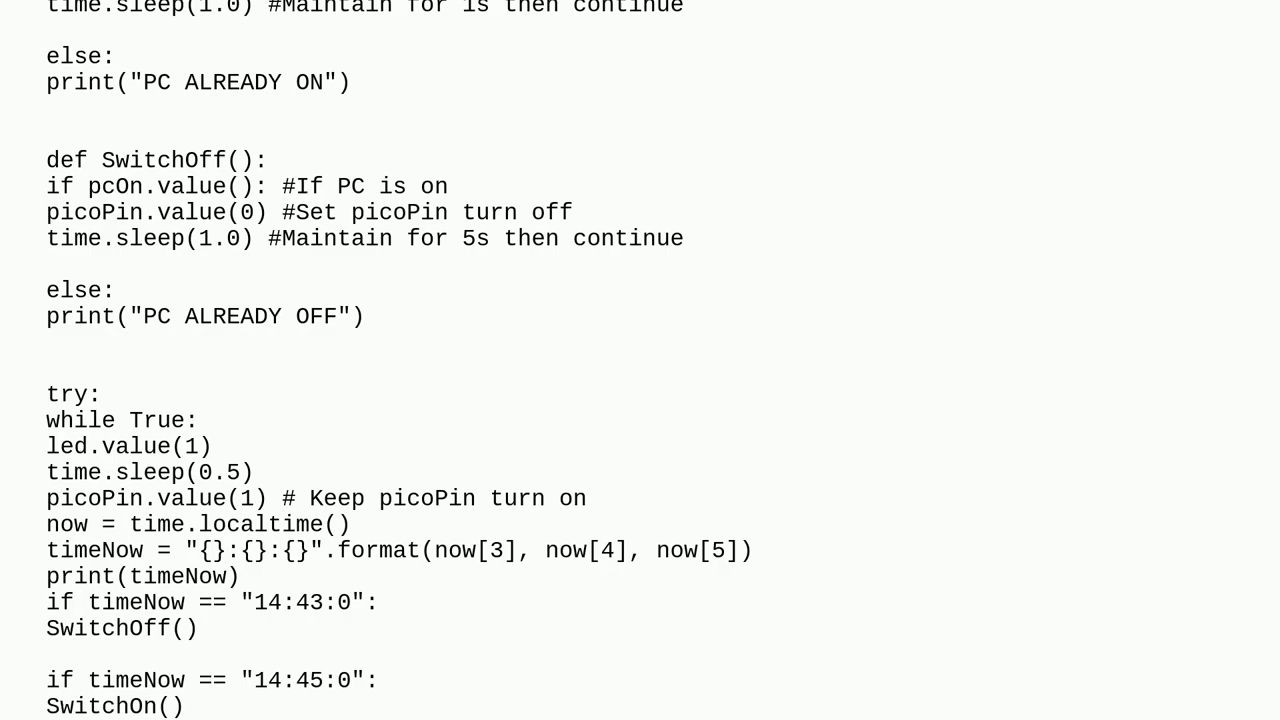 time.sleep(1.0) #Maintain for 1s then continue
else:
print("PC ALREADY ON")
def SwitchOff():
if pcOn.value(): #If PC is on
picoPin.value(0) #Set picoPin turn off
time.sleep(1.0) #Maintain for 5s then continue
else:
print("PC ALREADY OFF")
try:
while True:
led.value(1)
time.sleep(0.5)
picoPin.value(1) # Keep picoPin turn on
now = time.localtime()
timeNow = "{}:{}:{}".format(now[3], now[4], now[5])
print(timeNow)
if timeNow == "14:43:0":
SwitchOff()
if timeNow == "14:45:0":
SwitchOn()